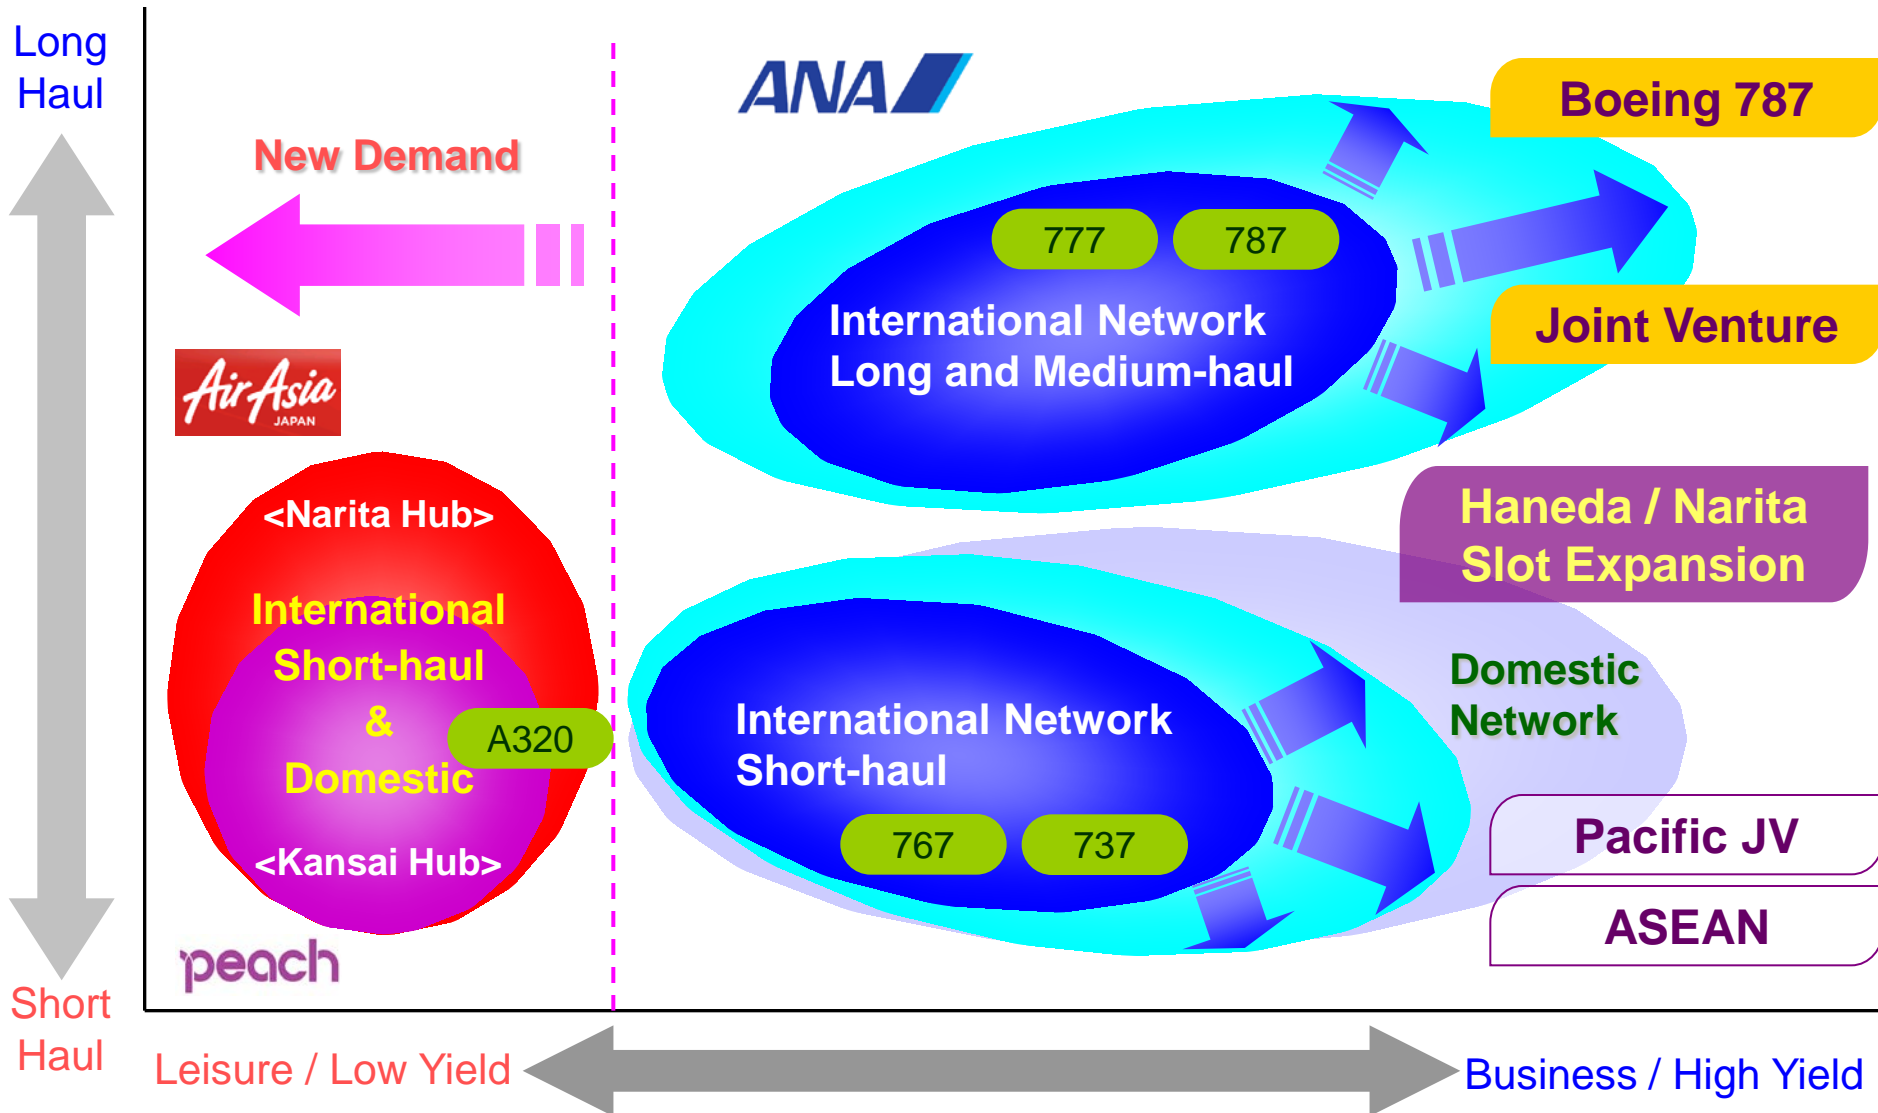 Long
Haul
ANA
Boeing 787
New Demand
777
787
International Network
Long and Medium-haul
Joint Venture
AirAsia
JAPAN
<Narita Hub>
International
Short-haul
&
Domestic
A320
<Kansai Hub>
peach
Haneda / Narita
Slot Expansion
Domestic
Network
International Network
Short-haul
767
737
Pacific JV
ASEAN
Short
Haul
Leisure / Low Yield
Business / High Yield